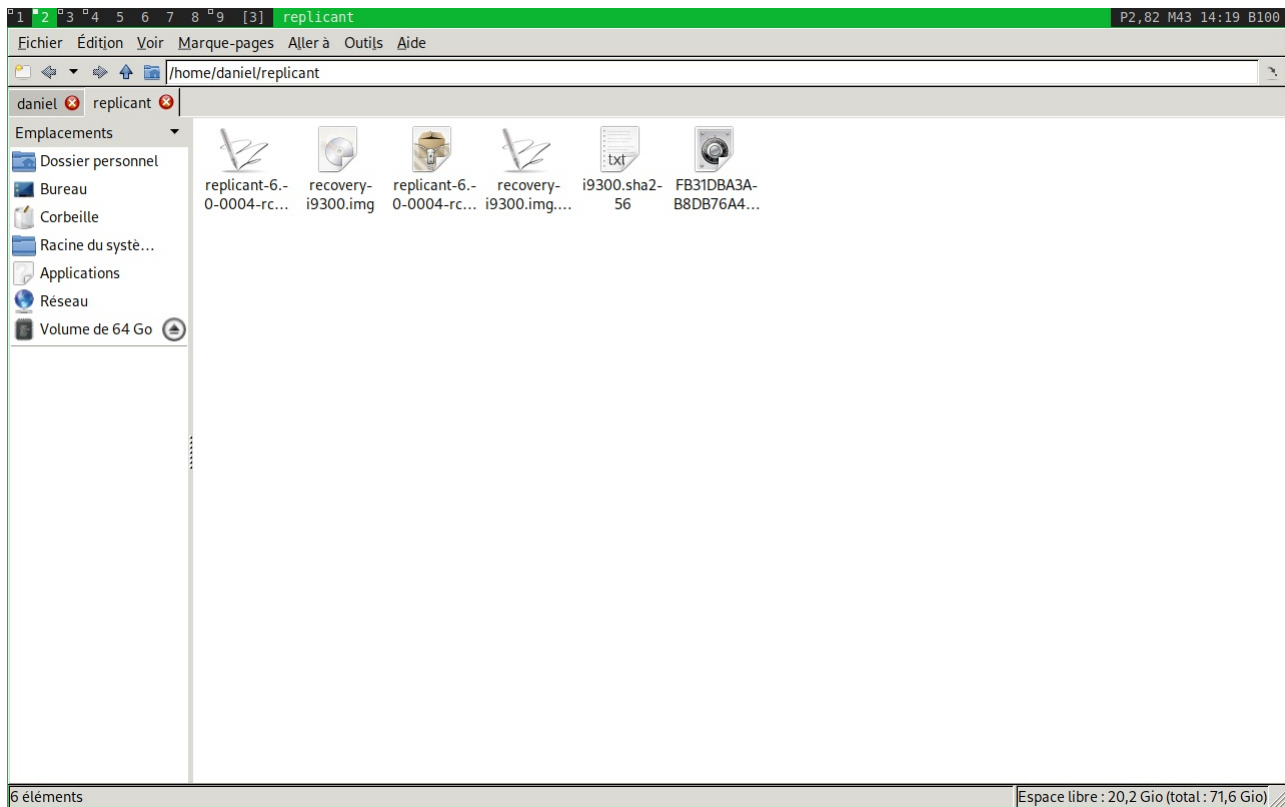 1 2 3 4 5 6 7 8 9 [3] replicant P2,82 M43 14:19 B100
Fichier Édition Voir Marque-pages Aller à Outils Aide
/home/daniel/replicant
daniel replicant
Emplacements
Dossier personnel
Bureau
Corbeille
Racine du systè...
Applications
Réseau
Volume de 64 Go
replicant-6.-
0-0004-rc...
recovery-
i9300.img
replicant-6.-
0-0004-rc...
recovery-
i9300.img....
i9300.sha2-
56
txt
FB31DBA3A-
B8DB76A4...
6 éléments
Espace libre : 20,2 Gio (total : 71,6 Gio)